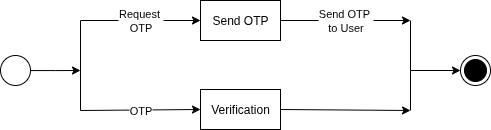 Request
OTP
Send OTP
Send OTP
to User
OTP
Verification